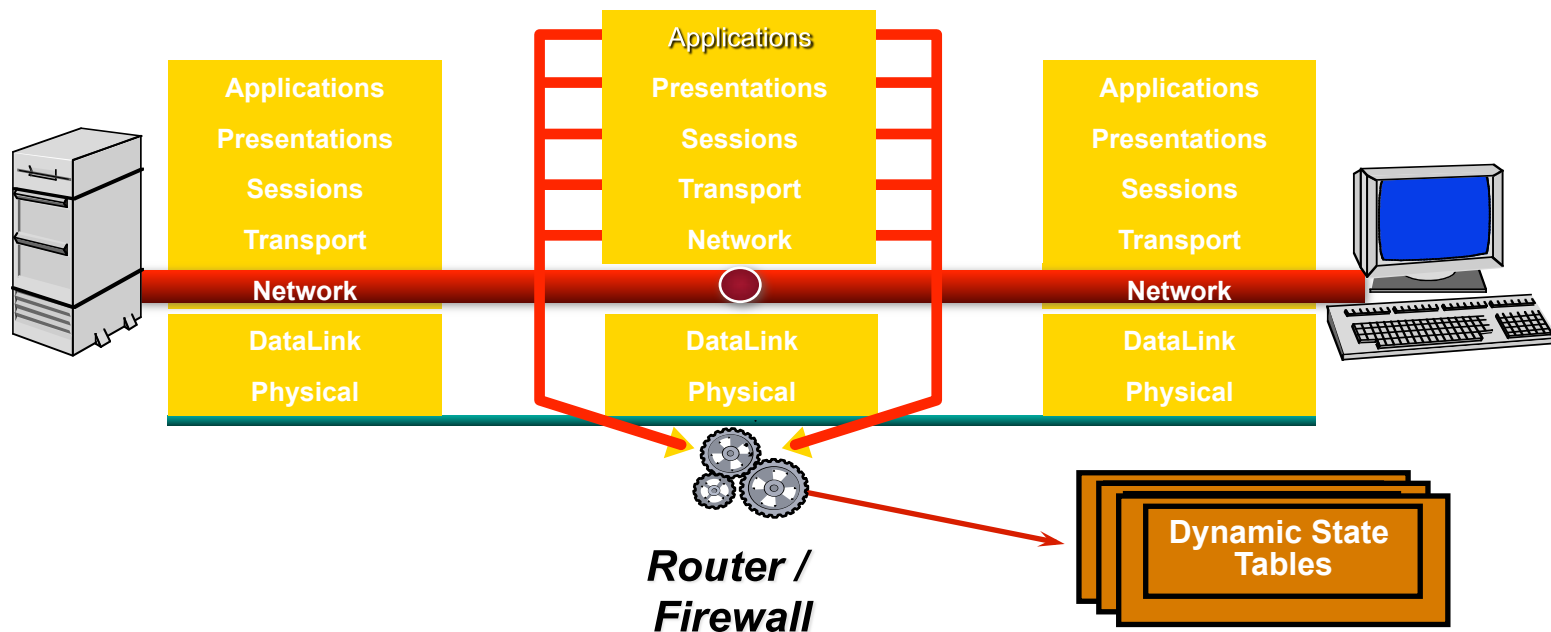 Applications
Presentations
Sessions
Transport
Network
DataLink
Physical
Applications
Presentations
Sessions
Transport
Network
DataLink
Physical
Applications
Presentations
Sessions
Transport
Network
DataLink
Physical
Router /
Firewall
Dynamic State
Tables